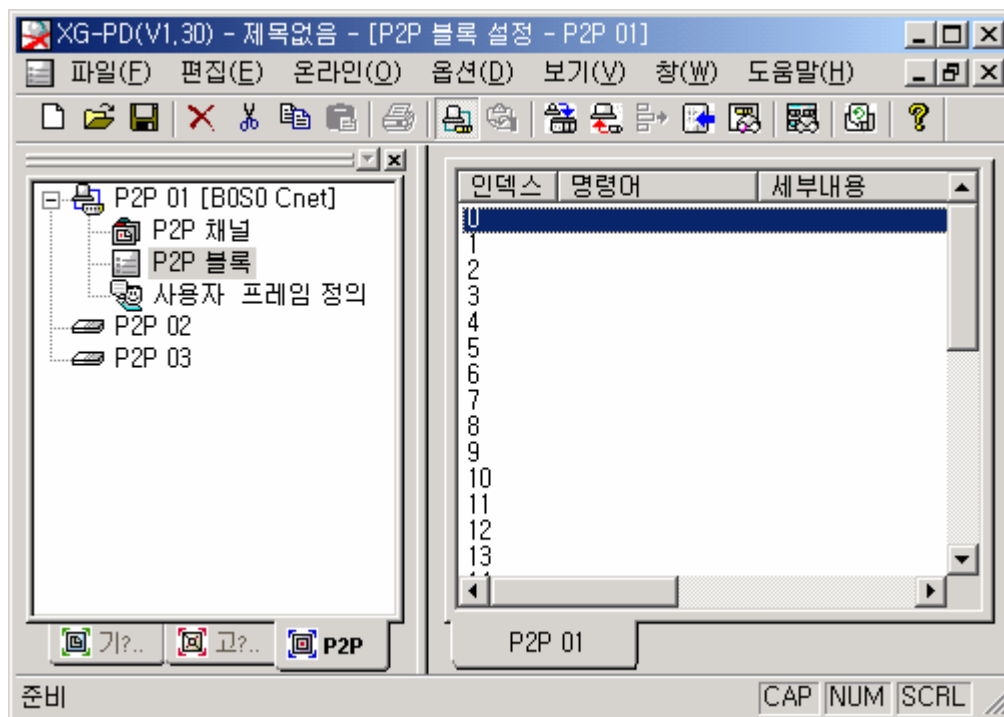 XG-PD(V1,30) - 제목없음 - [P2P 블록 설정 - P2P 01]
파일(F) 편집(E) 온라인(O) 옵션(D) 보기(V) 창(W) 도움말(H)
P2P 01 [B0S0 Cnet]
P2P 채널
P2P 블록
사용자 프레임 정의
P2P 02
P2P 03
기?..
고?..
P2P
인덱스 명령어 세부내용
0
1
2
3
4
5
6
7
8
9
10
11
12
13
P2P 01
준비
CAP NUM SCRL